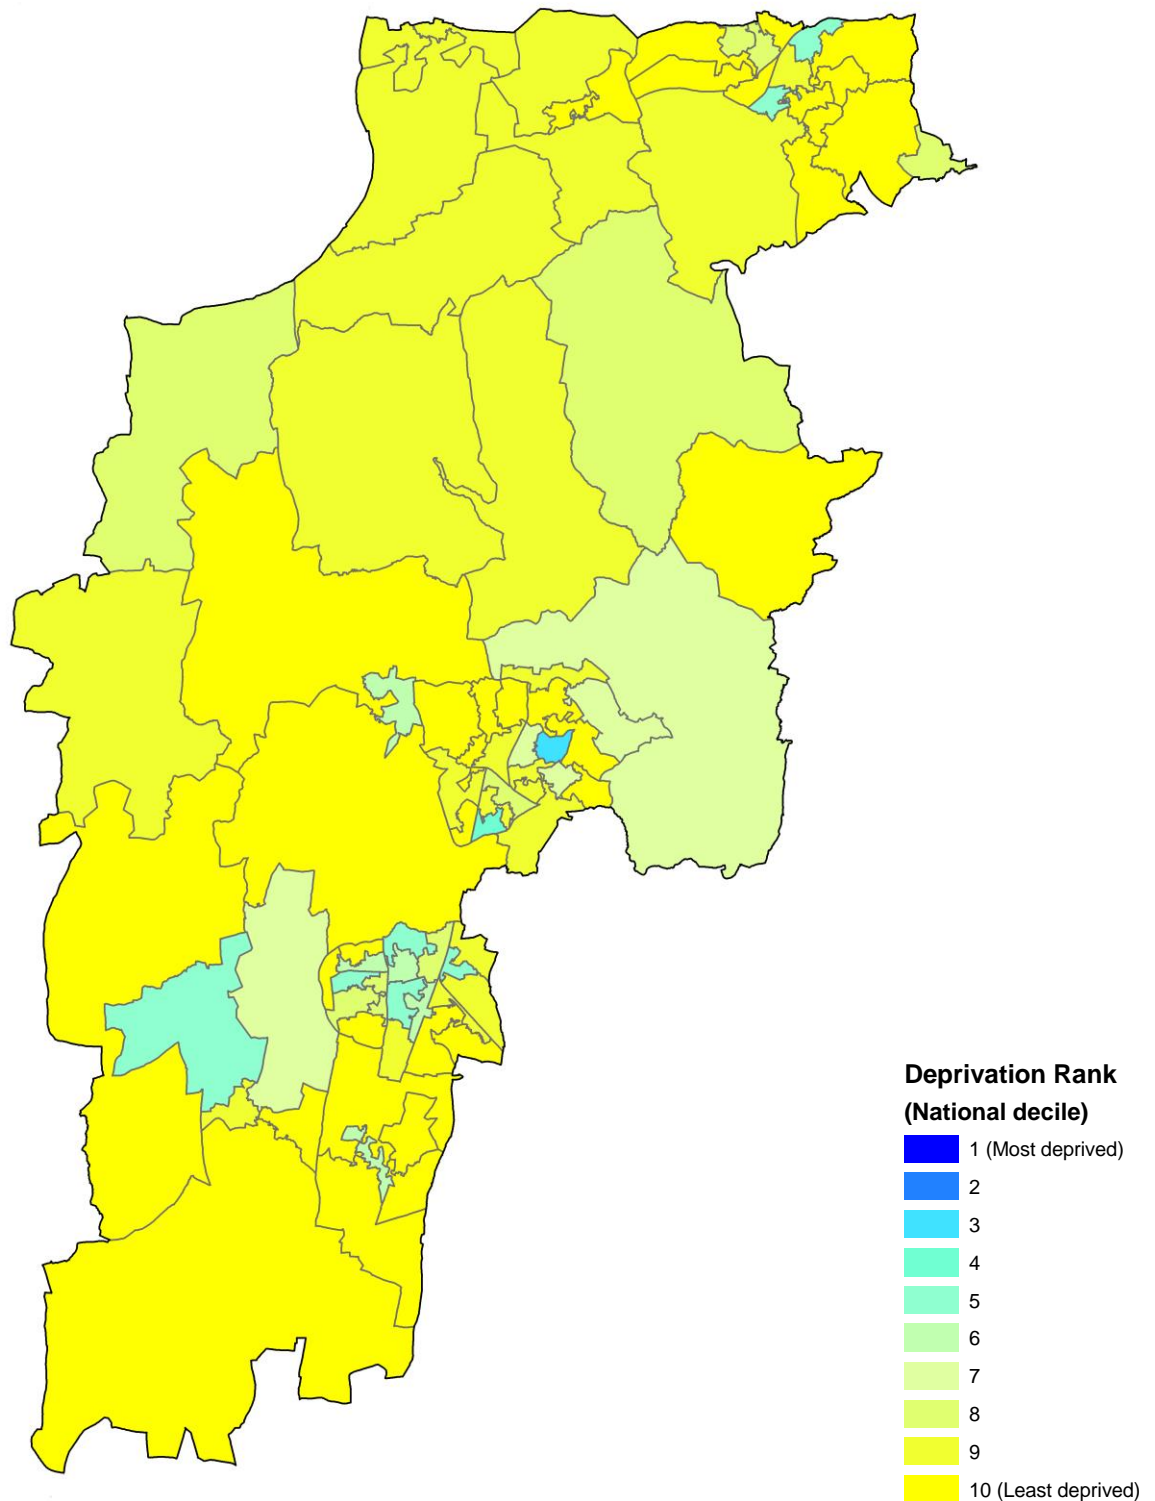 Deprivation Rank
(National decile)
1 (Most deprived)
2
3
4
5
6
7
8
9
10 (Least deprived)